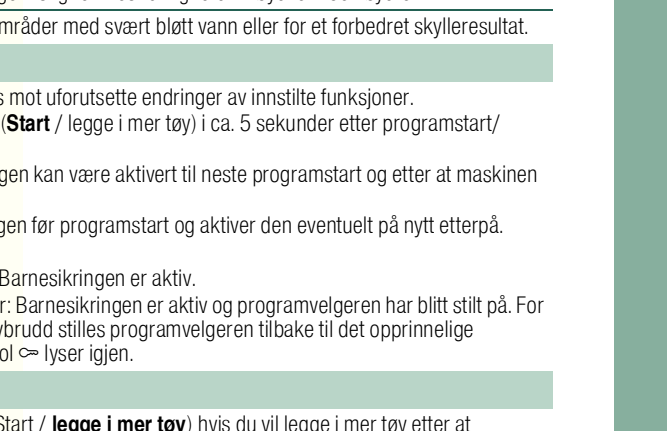 mråder med svært bløtt vann eller for et forbedret skylleresultat.
mot uforutsette endringer av innstilte funksjoner.
(Start / legge i mer tøy) i ca. 5 sekunder etter programstart/
gen kan være aktivert til neste programstart og etter at maskinen
gen før programstart og aktiver den eventuelt på nytt etterpå.
Barnesikringen er aktiv.
r: Barnesikringen er aktiv og programvelgeren har blitt stilt på. For
brudd stilles programvelgeren tilbake til det opprinnelige
ol lyser igjen.
Start / legge i mer tøy) hvis du vil legge i mer tøy etter at